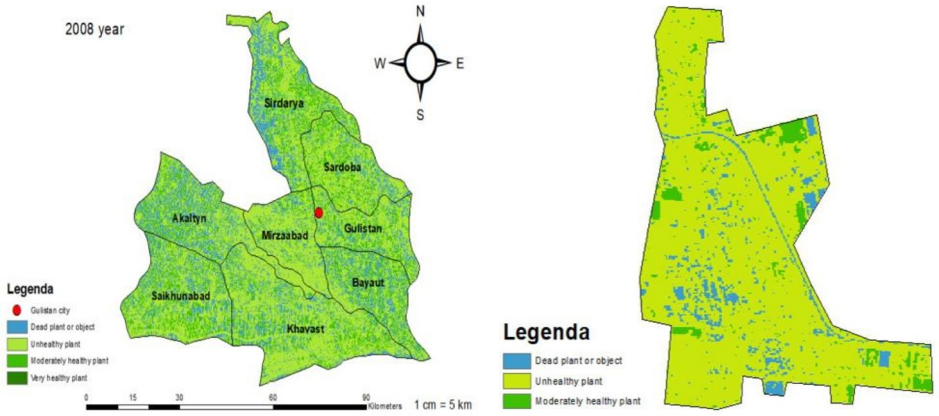 2008 year
N
W
E
S
Sirdarya
Sardoba
Akaltyn
Mirzaabad
Gulistan
Bayaut
Saikhunabad
Khavast
Legenda
Gulistan city
Dead plant or object
Unhealthy plant
Moderately healthy plant
Very healthy plant
0 15 30 60 90
Kilometers
1 cm = 5 km
Legenda
Dead plant or object
Unhealthy plant
Moderately healthy plant